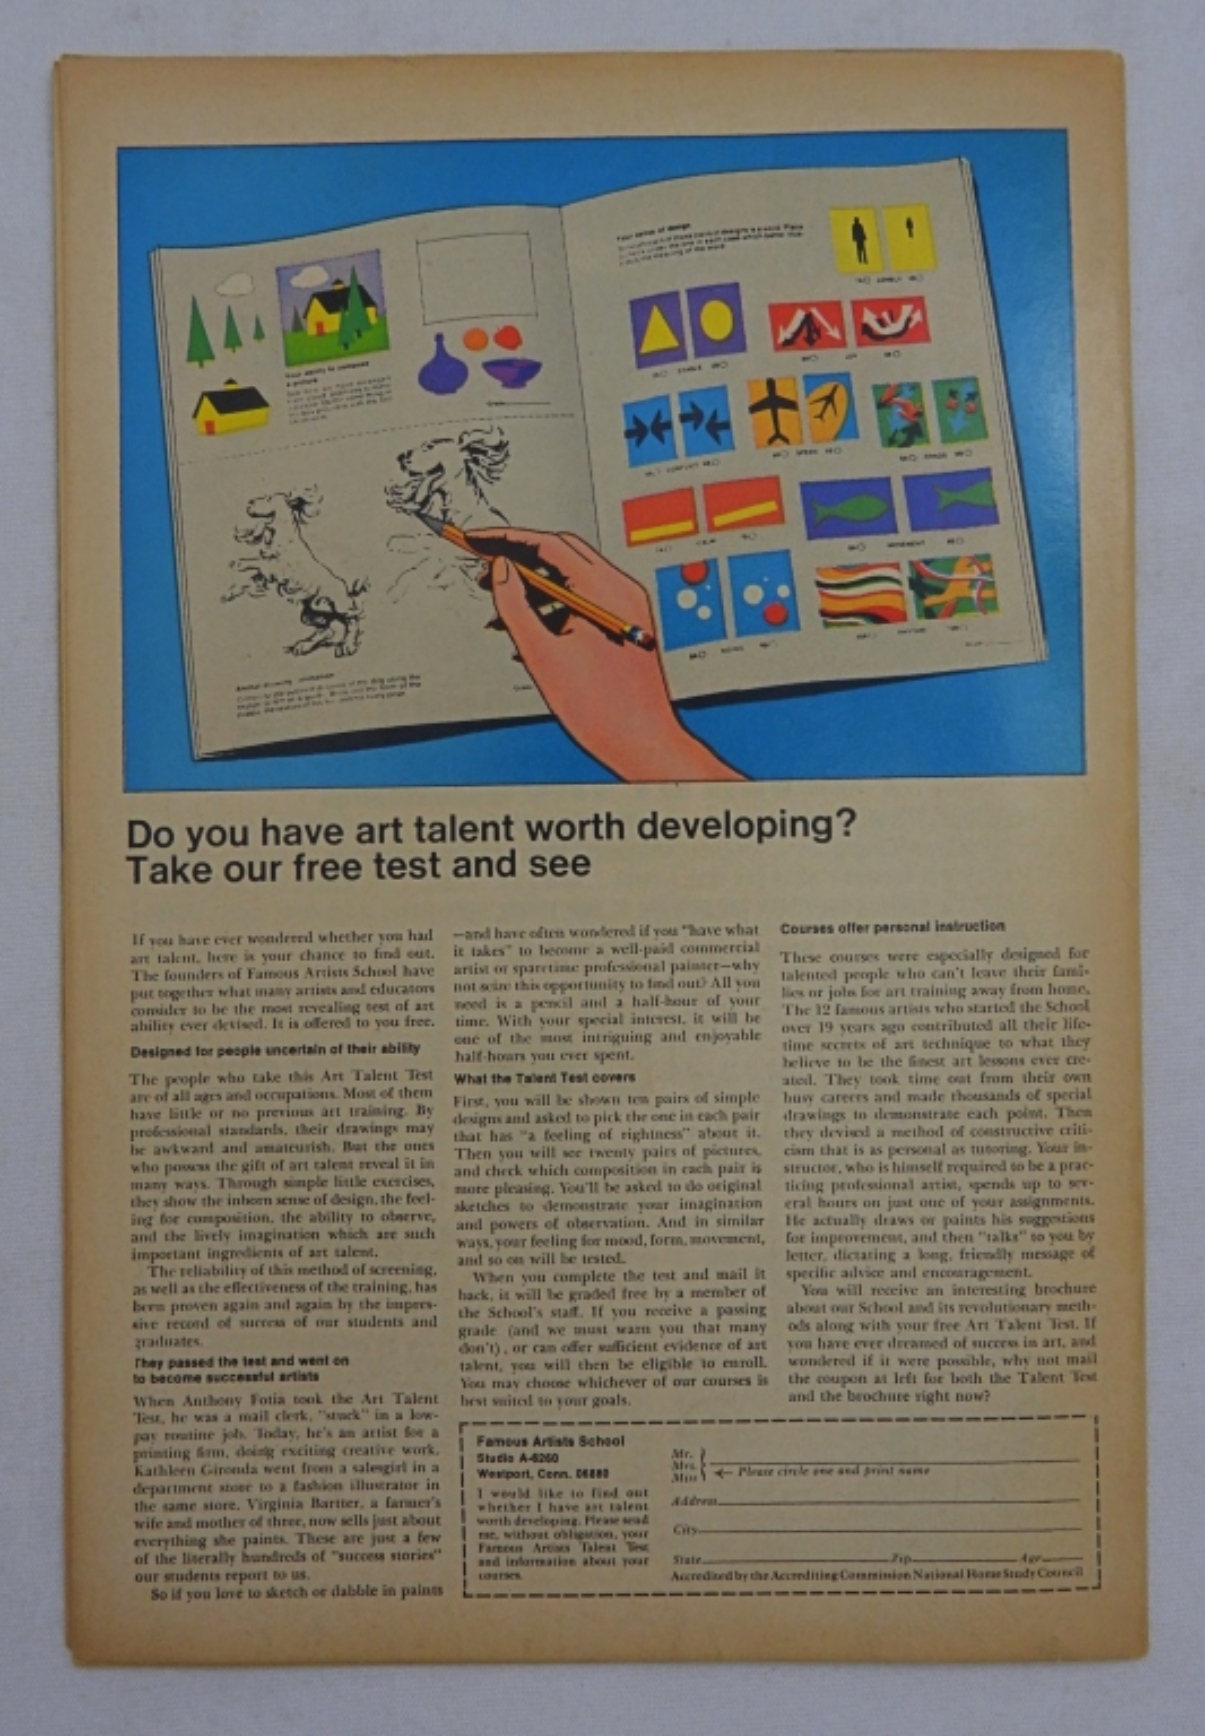 Your sense of design
Your ability to compose
a picture
Do you have art talent worth developing?
Take our free test and see
If you have ever wondered whether you had
art talent, here is your chance to find out.
The founders of Famous Artists School have
put together what many artists and educators
consider to be the most revealing test of art
ability ever devised. It is offered to you free.
Designed for people uncertain of their ability
The people who take this Art Talent Test
are of all ages and occupations. Most of them
have little or no previous art training. By
professional standards, their drawings may
be awkward and amateurish. But the ones
who possess the gift of art talent reveal it in
many ways. Through simple little exercises,
they show the inborn sense of design, the feel-
ing for composition, the ability to observe,
and the lively imagination which are such
important ingredients of art talent.
The reliability of this method of screening,
as well as the effectiveness of the training, has
been proven again and again by the impres-
sive record of success of our students and
graduates.
They passed the test and went on
to become successful artists
When Anthony Fotia took the Art Talent
Test, he was a mail clerk, "stuck" in a low-
pay routine job. Today, he's an artist for a
printing firm, doing exciting creative work.
Kathleen Gironda went from a salesgirl in a
department store to a fashion illustrator in
the same store. Virginia Bartter, a farmer's
wife and mother of three, now sells just about
everything she paints. These are just a few
of the literally hundreds of "success stories"
our students report to us.
So if you love to sketch or dabble in paints
—and have often wondered if you "have what
it takes" to become a well-paid commercial
artist or sparetime professional painter—why
not seize this opportunity to find out? All you
need is a pencil and a half-hour of your
time. With your special interest, it will be
one of the most intriguing and enjoyable
half-hours you ever spent.
What the Talent Test covers
First, you will be shown ten pairs of simple
designs and asked to pick the one in each pair
that has "a feeling of rightness" about it.
Then you will see twenty pairs of pictures,
and check which composition in each pair is
more pleasing. You'll be asked to do original
sketches to demonstrate your imagination
and powers of observation. And in similar
ways, your feeling for mood, form, movement,
and so on will be tested.
When you complete the test and mail it
back, it will be graded free by a member of
the School's staff. If you receive a passing
grade (and we must warn you that many
don't), or can offer sufficient evidence of art
talent, you will then be eligible to enroll.
You may choose whichever of our courses is
best suited to your goals.
Courses offer personal instruction
These courses were especially designed for
talented people who can't leave their fami-
lies or jobs for art training away from home.
The 12 famous artists who started the School
over 19 years ago contributed all their life-
time secrets of art technique to what they
believe to be the finest art lessons ever cre-
ated. They took time out from their own
busy careers and made thousands of special
drawings to demonstrate each point. Then
they devised a method of constructive criti-
cism that is as personal as tutoring. Your in-
structor, who is himself required to be a prac-
ticing professional artist, spends up to sev-
eral hours on just one of your assignments.
He actually draws or paints his suggestions
for improvement, and then "talks" to you by
letter, dictating a long, friendly message of
specific advice and encouragement.
You will receive an interesting brochure
about our School and its revolutionary meth-
ods along with your free Art Talent Test. If
you have ever dreamed of success in art, and
wondered if it were possible, why not mail
the coupon at left for both the Talent Test
and the brochure right now?
Famous Artists School
Studio A-6260
Westport, Conn. 06880
I would like to find out
whether I have art talent
worth developing. Please send
me, without obligation, your
Famous Artists Talent Test
and information about your
courses.
Mr.
Mrs.
Miss
← Please circle one and print name
Address
City
State Zip Age
Accredited by the Accrediting Commission National Home Study Council